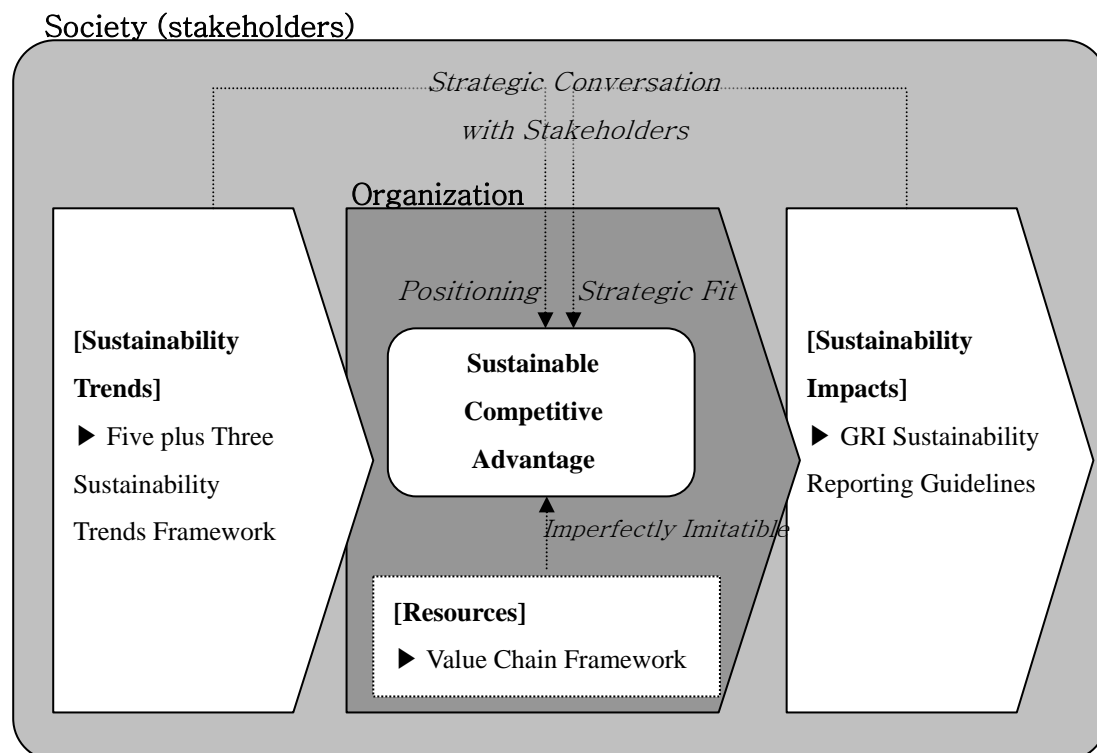 Society (stakeholders)
Strategic Conversation
with Stakeholders
Organization
Positioning
Strategic Fit
[Sustainability
Trends]
▶ Five plus Three
Sustainability
Trends Framework
Sustainable
Competitive
Advantage
[Sustainability
Impacts]
▶ GRI Sustainability
Reporting Guidelines
Imperfectly Imitatible
[Resources]
▶ Value Chain Framework